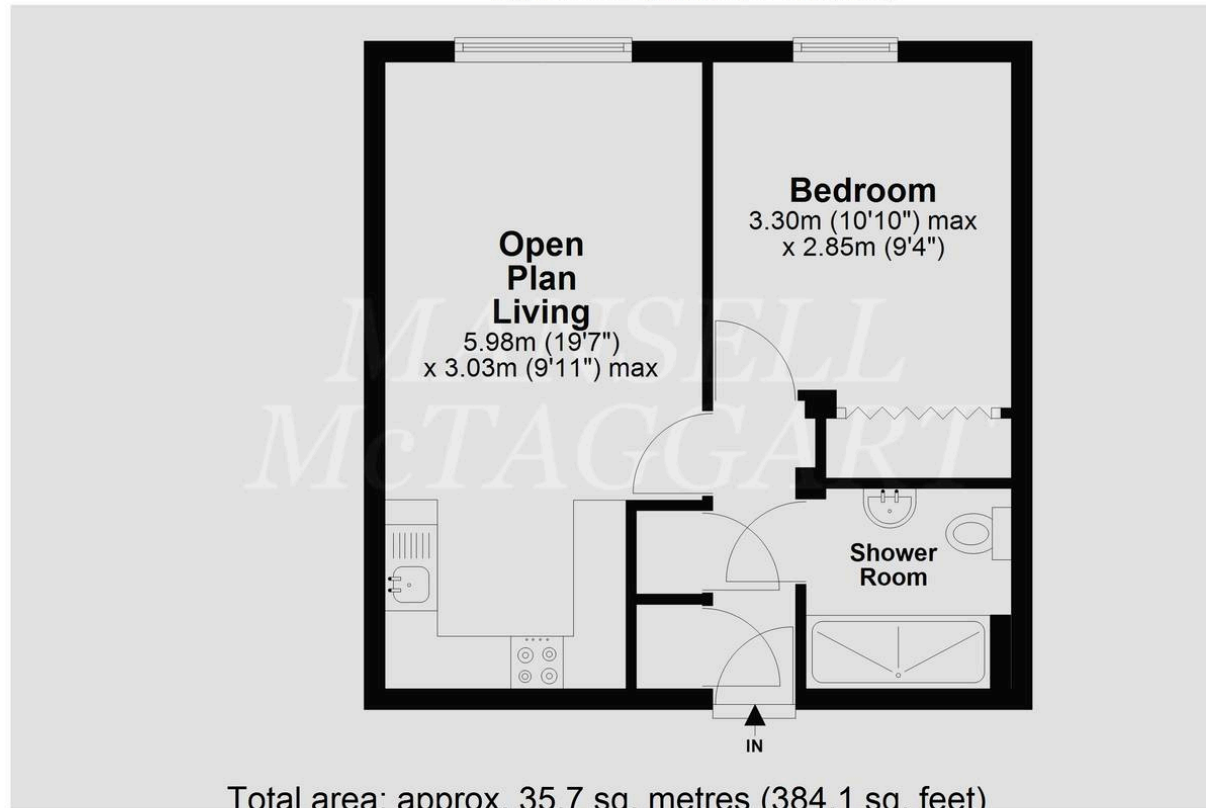 Open
Plan
Living
5.98m (19'7")
x 3.03m (9'11") max
Bedroom
3.30m (10'10") max
x 2.85m (9'4")
MANSELL
McTAGGART
Shower
Room
IN
Total area: approx. 35.7 sq. metres (384.1 sq. feet)